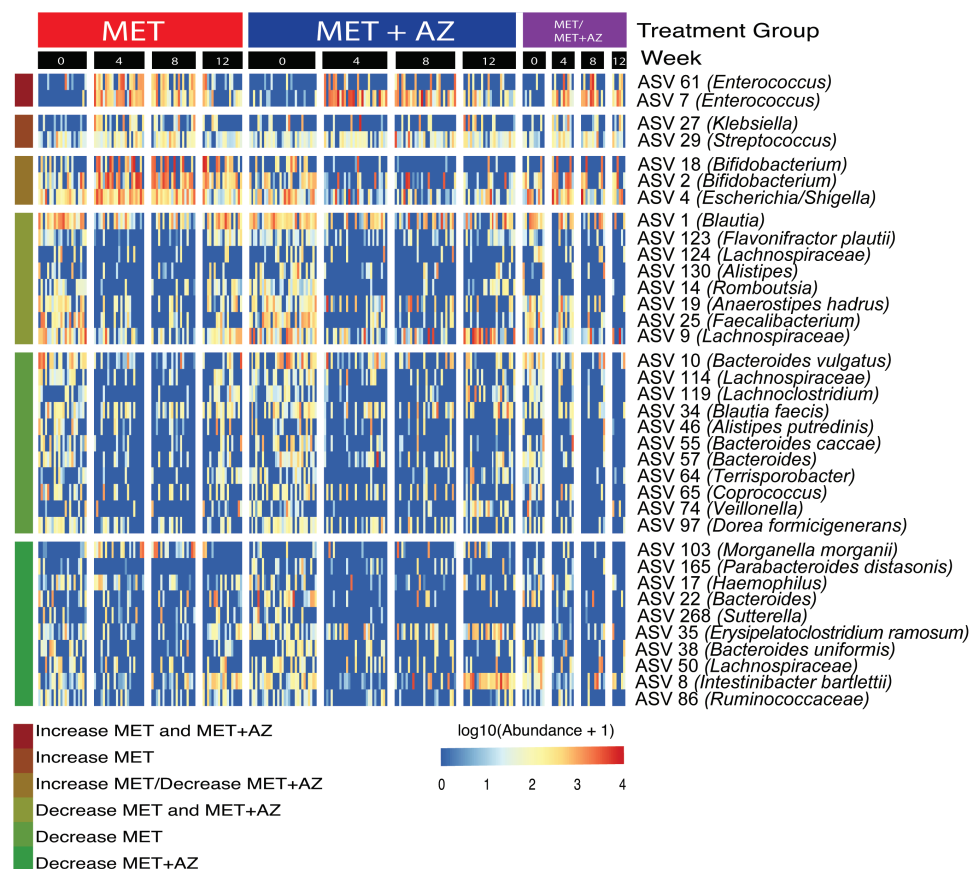 MET
MET + AZ
MET/
MET+AZ
Treatment Group
0 4 8 12 0 4 8 12 0 4 8 12
Week
ASV 61 (Enterococcus)
ASV 7 (Enterococcus)
ASV 27 (Klebsiella)
ASV 29 (Streptococcus)
ASV 18 (Bifidobacterium)
ASV 2 (Bifidobacterium)
ASV 4 (Escherichia/Shigella)
ASV 1 (Blautia)
ASV 123 (Flavonifractor plautii)
ASV 124 (Lachnospiraceae)
ASV 130 (Alistipes)
ASV 14 (Romboutsia)
ASV 19 (Anaerostipes hadrus)
ASV 25 (Faecalibacterium)
ASV 9 (Lachnospiraceae)
ASV 10 (Bacteroides vulgatus)
ASV 114 (Lachnospiraceae)
ASV 119 (Lachnoclostridium)
ASV 34 (Blautia faecis)
ASV 46 (Alistipes putredinis)
ASV 55 (Bacteroides caccae)
ASV 57 (Bacteroides)
ASV 64 (Terrisporobacter)
ASV 65 (Coprococcus)
ASV 74 (Veillonella)
ASV 97 (Dorea formicigenerans)
ASV 103 (Morganella morganii)
ASV 165 (Parabacteroides distasonis)
ASV 17 (Haemophilus)
ASV 22 (Bacteroides)
ASV 268 (Sutterella)
ASV 35 (Erysipelatoclostridium ramosum)
ASV 38 (Bacteroides uniformis)
ASV 50 (Lachnospiraceae)
ASV 8 (Intestinibacter bartlettii)
ASV 86 (Ruminococcaceae)
Increase MET and MET+AZ
Increase MET
Increase MET/Decrease MET+AZ
Decrease MET and MET+AZ
Decrease MET
Decrease MET+AZ
log10(Abundance + 1)
0 1 2 3 4